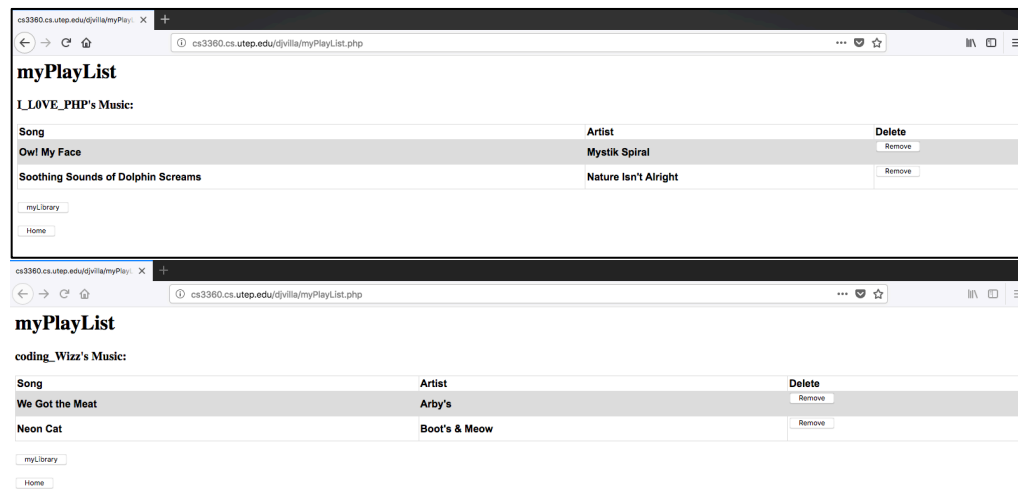 cs3360.cs.utep.edu/djvilla/myPlayL
cs3360.cs.utep.edu/djvilla/myPlayList.php
myPlayList
I_L0VE_PHP's Music:
Song Artist Delete
Ow! My Face Mystik Spiral Remove
Soothing Sounds of Dolphin Screams Nature Isn't Alright Remove
myLibrary
Home
cs3360.cs.utep.edu/djvilla/myPlayL
cs3360.cs.utep.edu/djvilla/myPlayList.php
myPlayList
coding_Wizz's Music:
Song Artist Delete
We Got the Meat Arby's Remove
Neon Cat Boot's & Meow Remove
myLibrary
Home